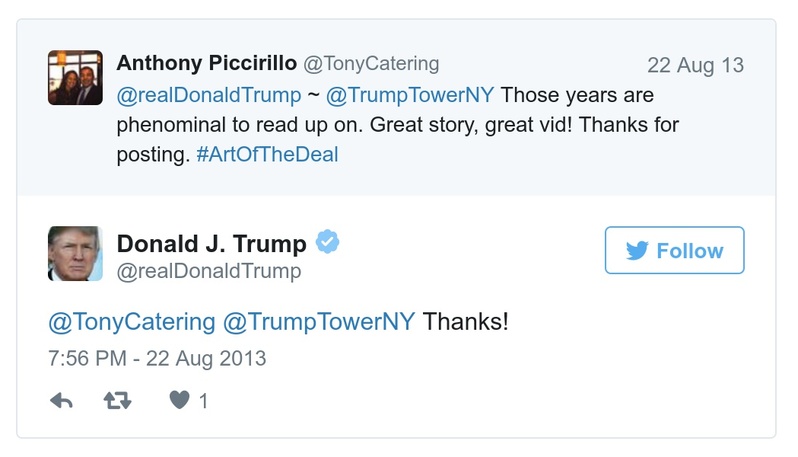 Anthony Piccirillo @TonyCatering 22 Aug 13
@realDonaldTrump ~ @TrumpTowerNY Those years are
phenominal to read up on. Great story, great vid! Thanks for
posting. #ArtOfTheDeal
Donald J. Trump
@realDonaldTrump
Follow
@TonyCatering @TrumpTowerNY Thanks!
7:56 PM - 22 Aug 2013
1